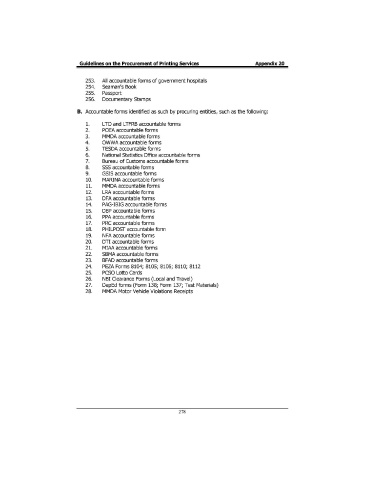 Guidelines on the Procurement of Printing Services Appendix 20
253. All accountable forms of government hospitals
254. Seaman's Book
255. Passport
256. Documentary Stamps
B. Accountable forms identified as such by procuring entities, such as the following:
1. LTO and LTFRB accountable forms
2. POEA accountable forms
3. MMDA accountable forms
4. OWWA accountable forms
5. TESDA accountable forms
6. National Statistics Office accountable forms
7. Bureau of Customs accountable forms
8. SSS accountable forms
9. GSIS accountable forms
10. MARINA accountable forms
11. MMDA accountable forms
12. LRA accountable forms
13. DFA accountable forms
14. PAG-IBIG accountable forms
15. DBP accountable forms
16. PPA accountable forms
17. PRC accountable forms
18. PHILPOST accountable form
19. NFA accountable forms
20. DTI accountable forms
21. MIAA accountable forms
22. SBMA accountable forms
23. BFAD accountable forms
24. PEZA Forms 8104; 8105; 8106; 8110; 8112
25. PCSO Lotto Cards
26. NBI Clearance Forms (Local and Travel)
27. DepEd forms (Form 138; Form 137; Test Materials)
28. MMDA Motor Vehicle Violations Receipts
278